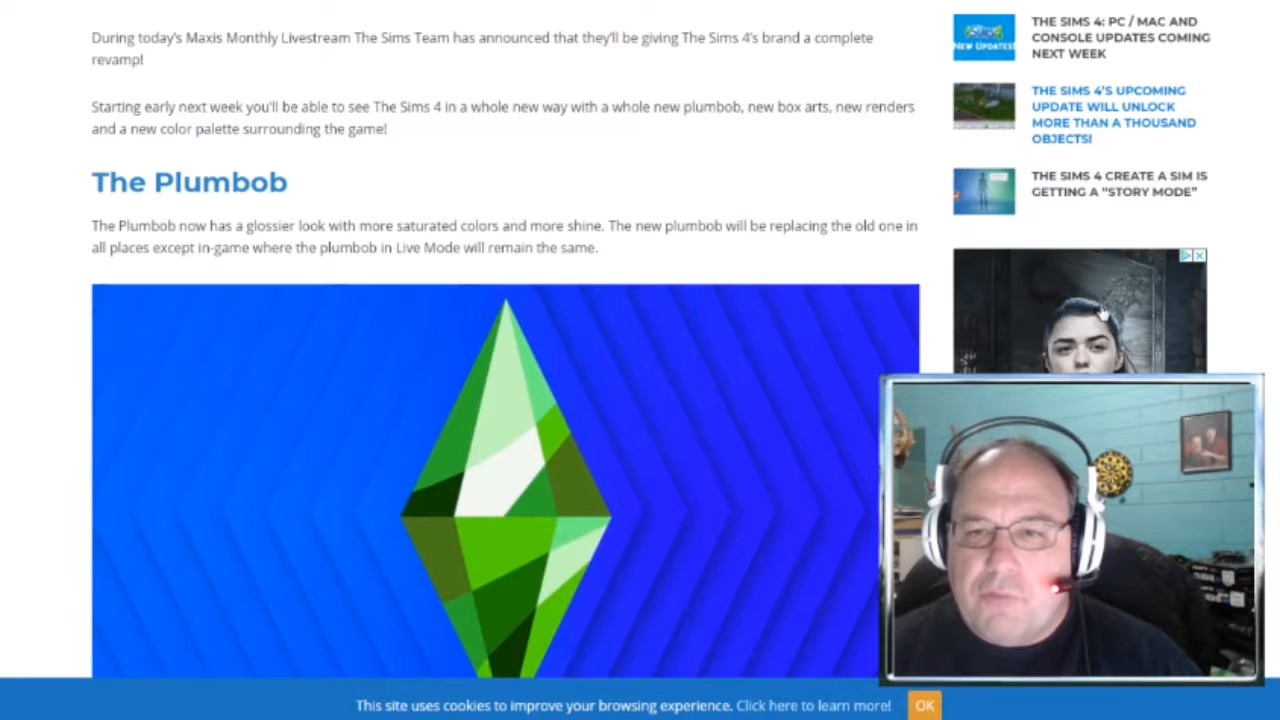 During today's Maxis Monthly Livestream The Sims Team has announced that they'll be giving The Sims 4's brand a complete
revamp!
Starting early next week you'll be able to see The Sims 4 in a whole new way with a whole new plumbob, new box arts, new renders
and a new color palette surrounding the game!
The Plumbob
The Plumbob now has a glossier look with more saturated colors and more shine. The new plumbob will be replacing the old one in
all places except in-game where the plumbob in Live Mode will remain the same.
NEW UPDATES!
THE SIMS 4: PC / MAC AND
CONSOLE UPDATES COMING
NEXT WEEK
THE SIMS 4'S UPCOMING
UPDATE WILL UNLOCK
MORE THAN A THOUSAND
OBJECTS!
THE SIMS 4 CREATE A SIM IS
GETTING A "STORY MODE"
This site uses cookies to improve your browsing experience. Click here to learn more!
OK